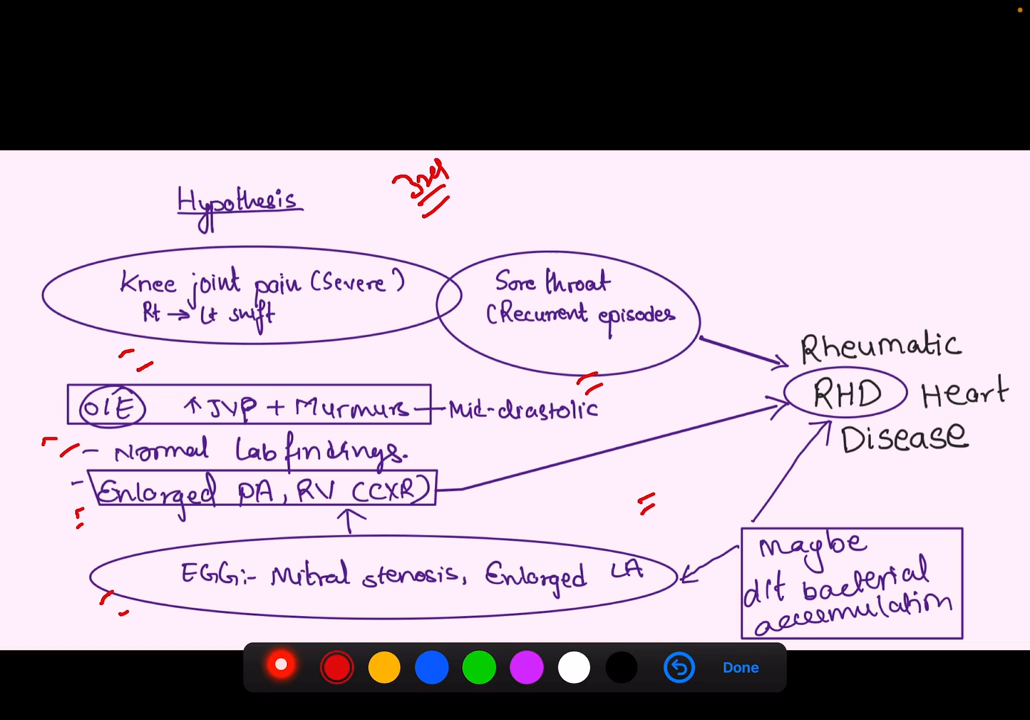 Hypothesis
Knee joint pain (Severe)
Rt → Lt shift
Sore throat
(Recurrent episodes
Rheumatic
RHD Heart
Disease
O/E ↑ JVP + Murmurs — Mid-diastolic
- Normal Lab findings.
- Enlarged PA, RV (CXR)
EGG:- Mitral stenosis, Enlarged LA
maybe
d/t bacterial
accumulation
Done